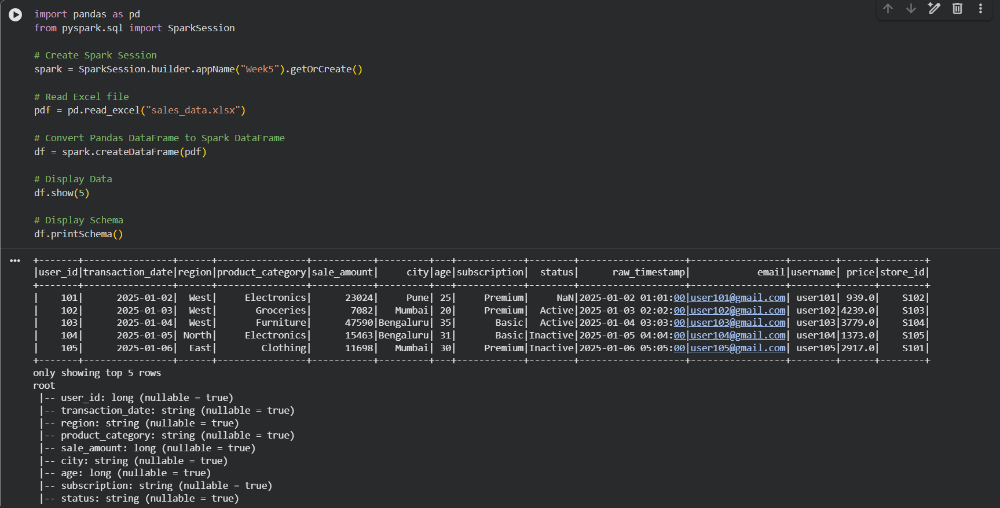 import pandas as pd
from pyspark.sql import SparkSession
# Create Spark Session
spark = SparkSession.builder.appName("Week5").getOrCreate()
# Read Excel file
pdf = pd.read_excel("sales_data.xlsx")
# Convert Pandas DataFrame to Spark DataFrame
df = spark.createDataFrame(pdf)
# Display Data
df.show(5)
# Display Schema
df.printSchema()
+-------+----------------+------+----------------+-----------+---------+---+------------+--------+-------------------+-----------------+--------+------+--------+
|user_id|transaction_date|region|product_category|sale_amount|     city|age|subscription|  status|      raw_timestamp|            email|username| price|store_id|
+-------+----------------+------+----------------+-----------+---------+---+------------+--------+-------------------+-----------------+--------+------+--------+
|    101|      2025-01-02|  West|     Electronics|      23024|     Pune| 25|     Premium|     NaN|2025-01-02 01:01:00|user101@gmail.com| user101| 939.0|    S102|
|    102|      2025-01-03|  West|       Groceries|       7082|   Mumbai| 20|     Premium|  Active|2025-01-03 02:02:00|user102@gmail.com| user102|4239.0|    S103|
|    103|      2025-01-04|  West|       Furniture|      47590|Bengaluru| 35|       Basic|  Active|2025-01-04 03:03:00|user103@gmail.com| user103|3779.0|    S104|
|    104|      2025-01-05| North|     Electronics|      15463|Bengaluru| 31|       Basic|Inactive|2025-01-05 04:04:00|user104@gmail.com| user104|1373.0|    S105|
|    105|      2025-01-06|  East|        Clothing|      11698|   Mumbai| 30|     Premium|Inactive|2025-01-06 05:05:00|user105@gmail.com| user105|2917.0|    S101|
+-------+----------------+------+----------------+-----------+---------+---+------------+--------+-------------------+-----------------+--------+------+--------+
only showing top 5 rows
root
 |-- user_id: long (nullable = true)
 |-- transaction_date: string (nullable = true)
 |-- region: string (nullable = true)
 |-- product_category: string (nullable = true)
 |-- sale_amount: long (nullable = true)
 |-- city: string (nullable = true)
 |-- age: long (nullable = true)
 |-- subscription: string (nullable = true)
 |-- status: string (nullable = true)